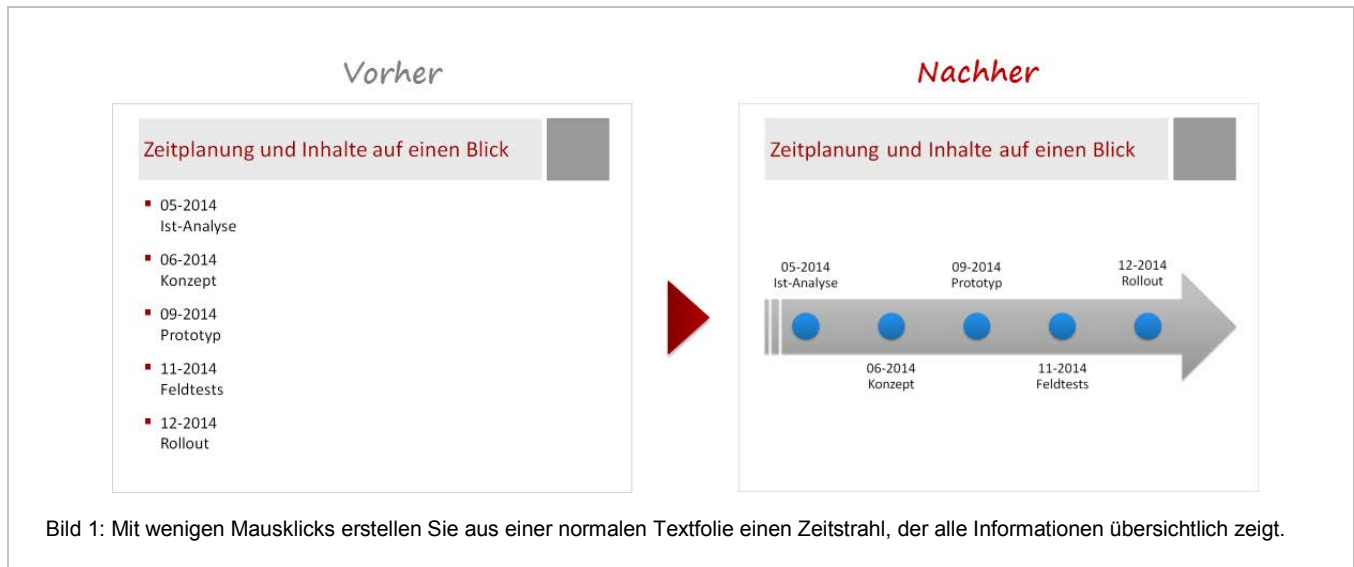 Vorher
Nachher
Zeitplanung und Inhalte auf einen Blick
05-2014
Ist-Analyse
06-2014
Konzept
09-2014
Prototyp
11-2014
Feldtests
12-2014
Rollout
Zeitplanung und Inhalte auf einen Blick
05-2014
Ist-Analyse
09-2014
Prototyp
12-2014
Rollout
06-2014
Konzept
11-2014
Feldtests
Bild 1: Mit wenigen Mausklicks erstellen Sie aus einer normalen Textfolie einen Zeitstrahl, der alle Informationen übersichtlich zeigt.